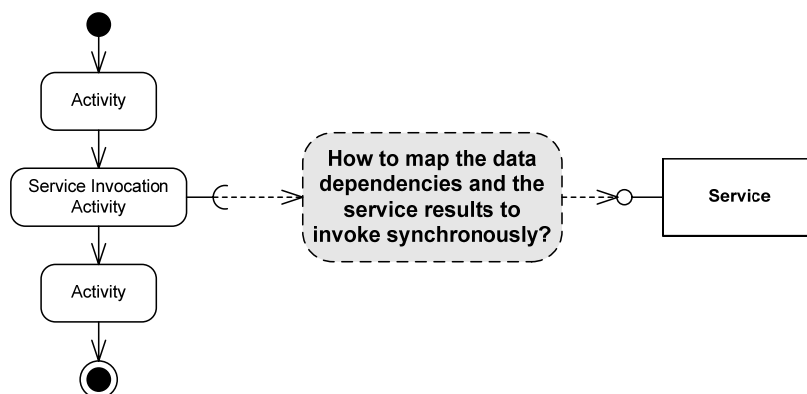 Activity
Service Invocation
Activity
Activity
How to map the data
dependencies and the
service results to
invoke synchronously?
Service